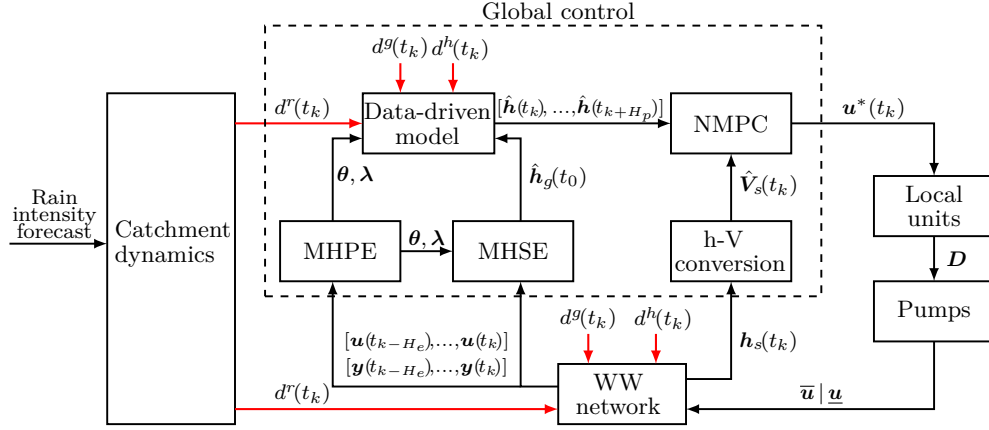 Global control
d^g(t_k) d^h(t_k)
d^r(t_k)
Data-driven
model
[ĥ(t_k),...,ĥ(t_{k+H_p})]
NMPC
u*(t_k)
θ, λ
ĥ_g(t_0)
V̂_s(t_k)
Rain
intensity
forecast
Catchment
dynamics
Local
units
MHPE
θ, λ
MHSE
h-V
conversion
D
Pumps
d^g(t_k) d^h(t_k)
[u(t_{k−H_e}),...,u(t_k)]
[y(t_{k−H_e}),...,y(t_k)]
h_s(t_k)
d^r(t_k)
WW
network
u̅ | u̲